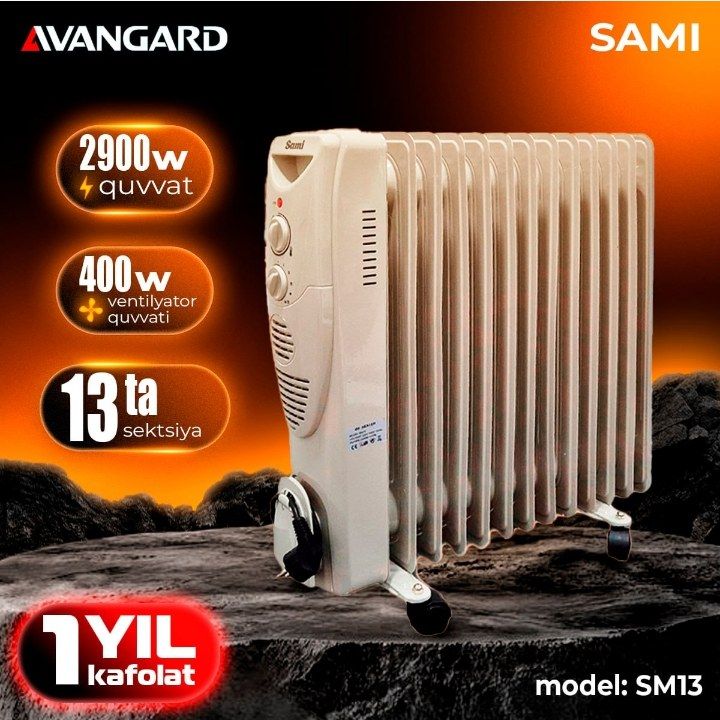 AVANGARD
SAMI
2900w
quvvat
400w
ventilyator
quvvati
13 ta
sektsiya
Sami
1 YIL
kafolat
model: SM13